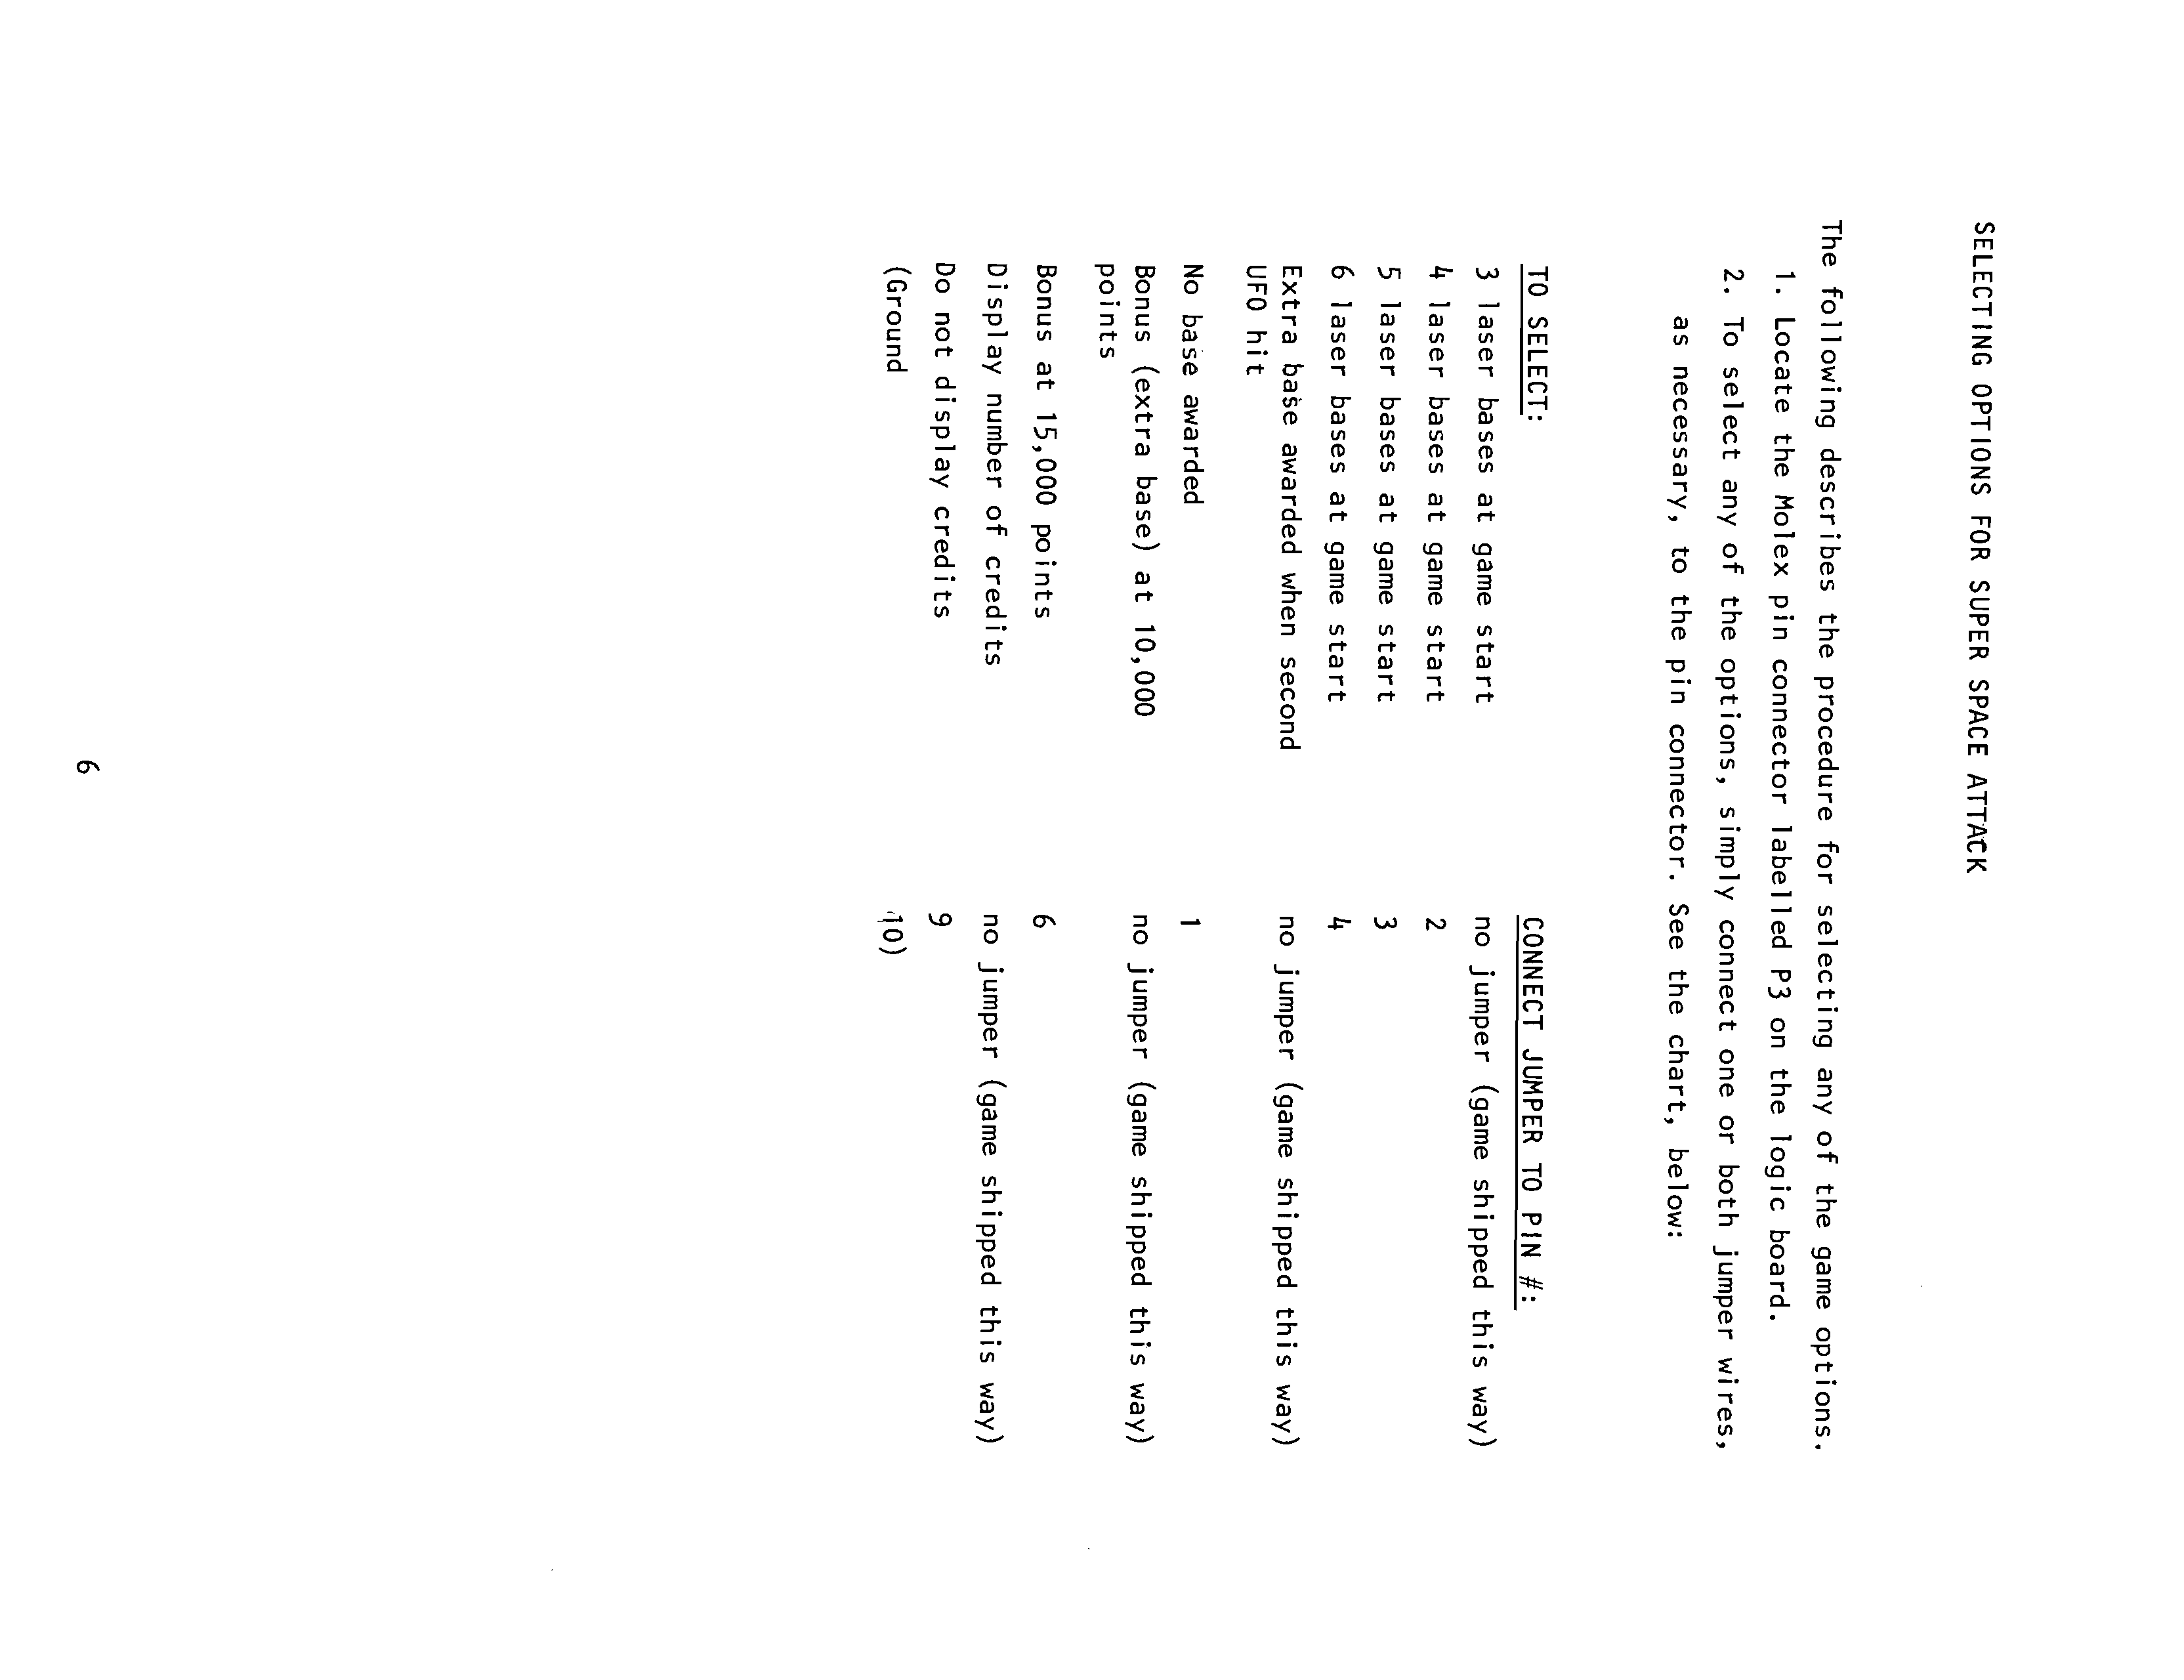 SELECTING OPTIONS FOR SUPER SPACE ATTACK
The following describes the procedure for selecting any of the game options.
1. Locate the Molex pin connector labelled P3 on the logic board.
2. To select any of the options, simply connect one or both jumper wires,
as necessary, to the pin connector. See the chart, below:
TO SELECT: CONNECT JUMPER TO PIN #:
3 laser bases at game start no jumper (game shipped this way)
4 laser bases at game start 2
5 laser bases at game start 3
6 laser bases at game start 4
Extra base awarded when second no jumper (game shipped this way)
UFO hit
No base awarded 1
Bonus (extra base) at 10,000 no jumper (game shipped this way)
points
Bonus at 15,000 points 6
Display number of credits no jumper (game shipped this way)
Do not display credits 9
(Ground 10)
6